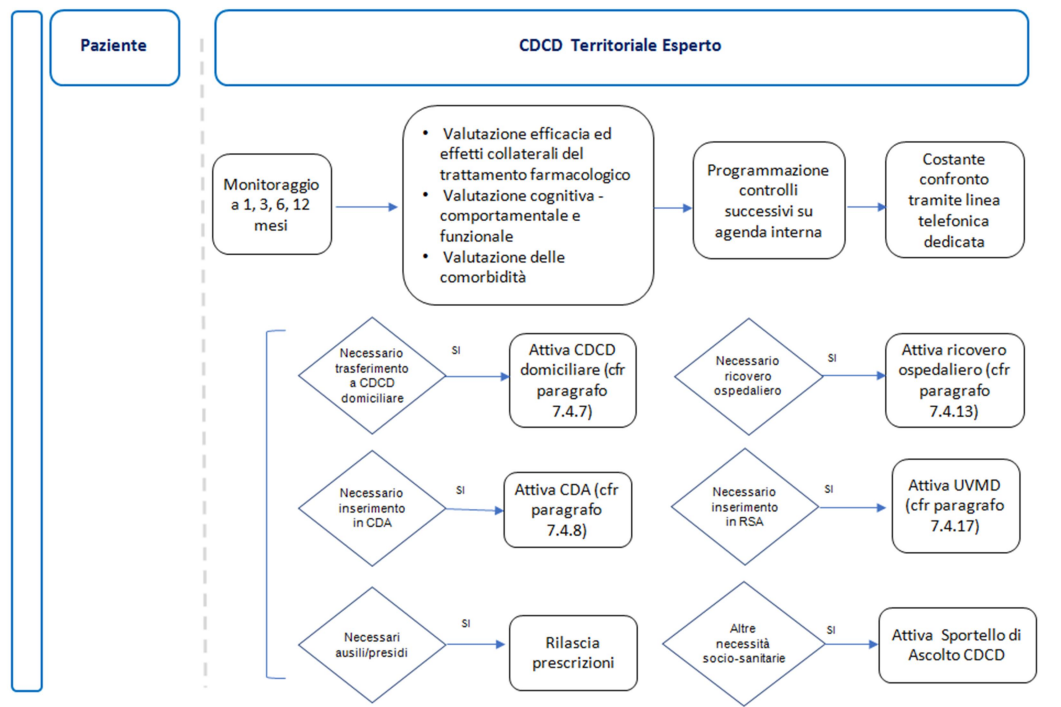 Paziente
CDCD Territoriale Esperto
Monitoraggio
a 1, 3, 6, 12
mesi
• Valutazione efficacia ed
effetti collaterali del
trattamento farmacologico
• Valutazione cognitiva -
comportamentale e
funzionale
• Valutazione delle
comorbidità
Programmazione
controlli
successivi su
agenda interna
Costante
confronto
tramite linea
telefonica
dedicata
Necessario
trasferimento
a CDCD
domiciliare
SI
Attiva CDCD
domiciliare (cfr
paragrafo
7.4.7)
Necessario
ricovero
ospedaliero
SI
Attiva ricovero
ospedaliero (cfr
paragrafo
7.4.13)
Necessario
inserimento
in CDA
SI
Attiva CDA (cfr
paragrafo
7.4.8)
Necessario
inserimento
in RSA
SI
Attiva UVMD
(cfr paragrafo
7.4.17)
Necessari
ausili/presidi
SI
Rilascia
prescrizioni
Altre
necessità
socio-sanitarie
SI
Attiva Sportello di
Ascolto CDCD